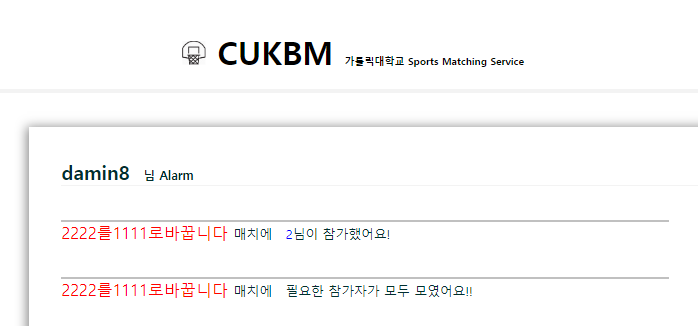 CUKBM 가톨릭대학교 Sports Matching Service
damin8 님 Alarm
2222를1111로바꿉니다 매치에 2님이 참가했어요!
2222를1111로바꿉니다 매치에 필요한 참가자가 모두 모였어요!!